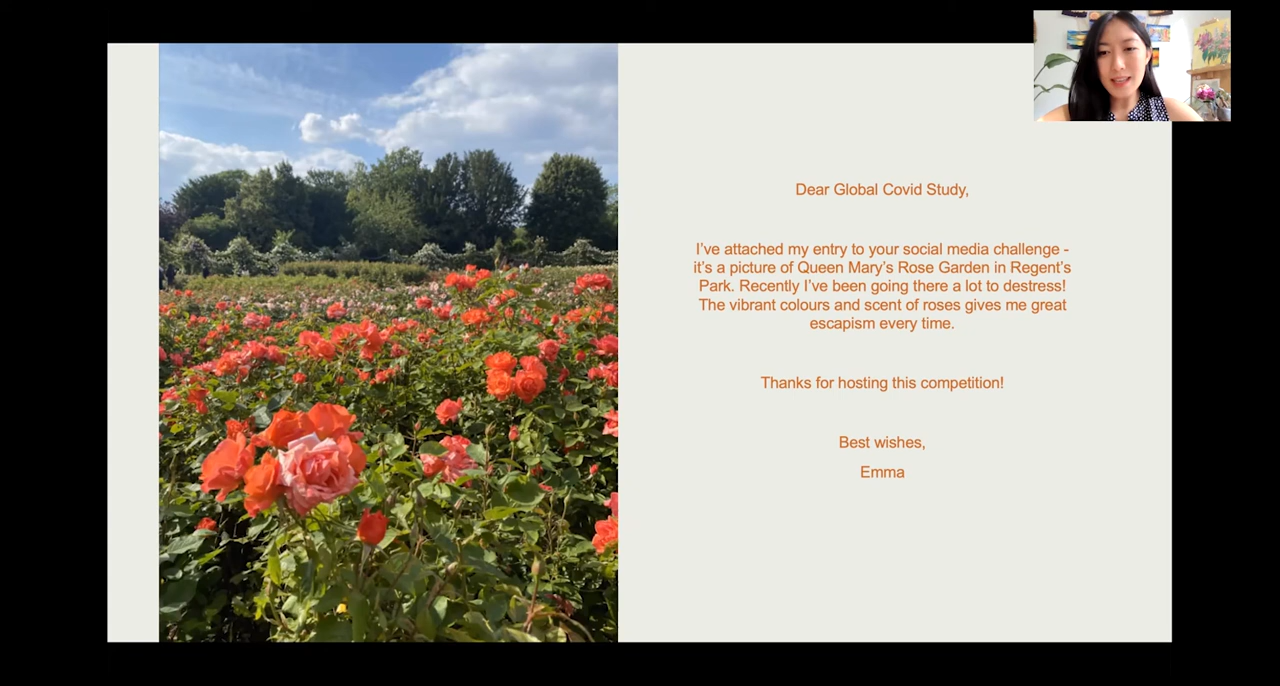 Dear Global Covid Study,
I’ve attached my entry to your social media challenge -
it’s a picture of Queen Mary’s Rose Garden in Regent’s
Park. Recently I’ve been going there a lot to destress!
The vibrant colours and scent of roses gives me great
escapism every time.
Thanks for hosting this competition!
Best wishes,
Emma